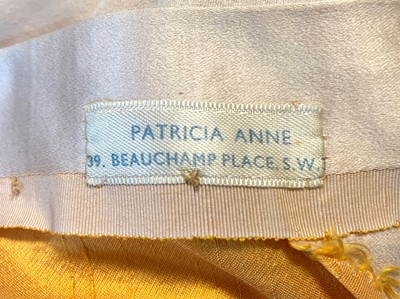 PATRICIA ANNE
39, BEAUCHAMP PLACE, S.W.